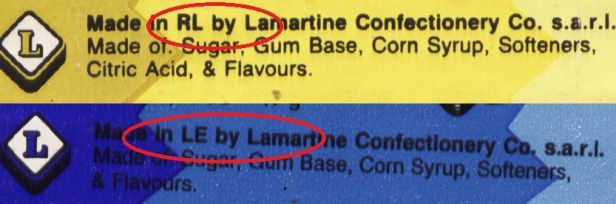 L
Made in RL by Lamartine Confectionery Co. s.a.r.l.
Made of: Sugar, Gum Base, Corn Syrup, Softeners,
Citric Acid, & Flavours.
L
Made in LE by Lamartine Confectionery Co. s.a.r.l.
Made of: Sugar, Gum Base, Corn Syrup, Softeners,
& Flavours.